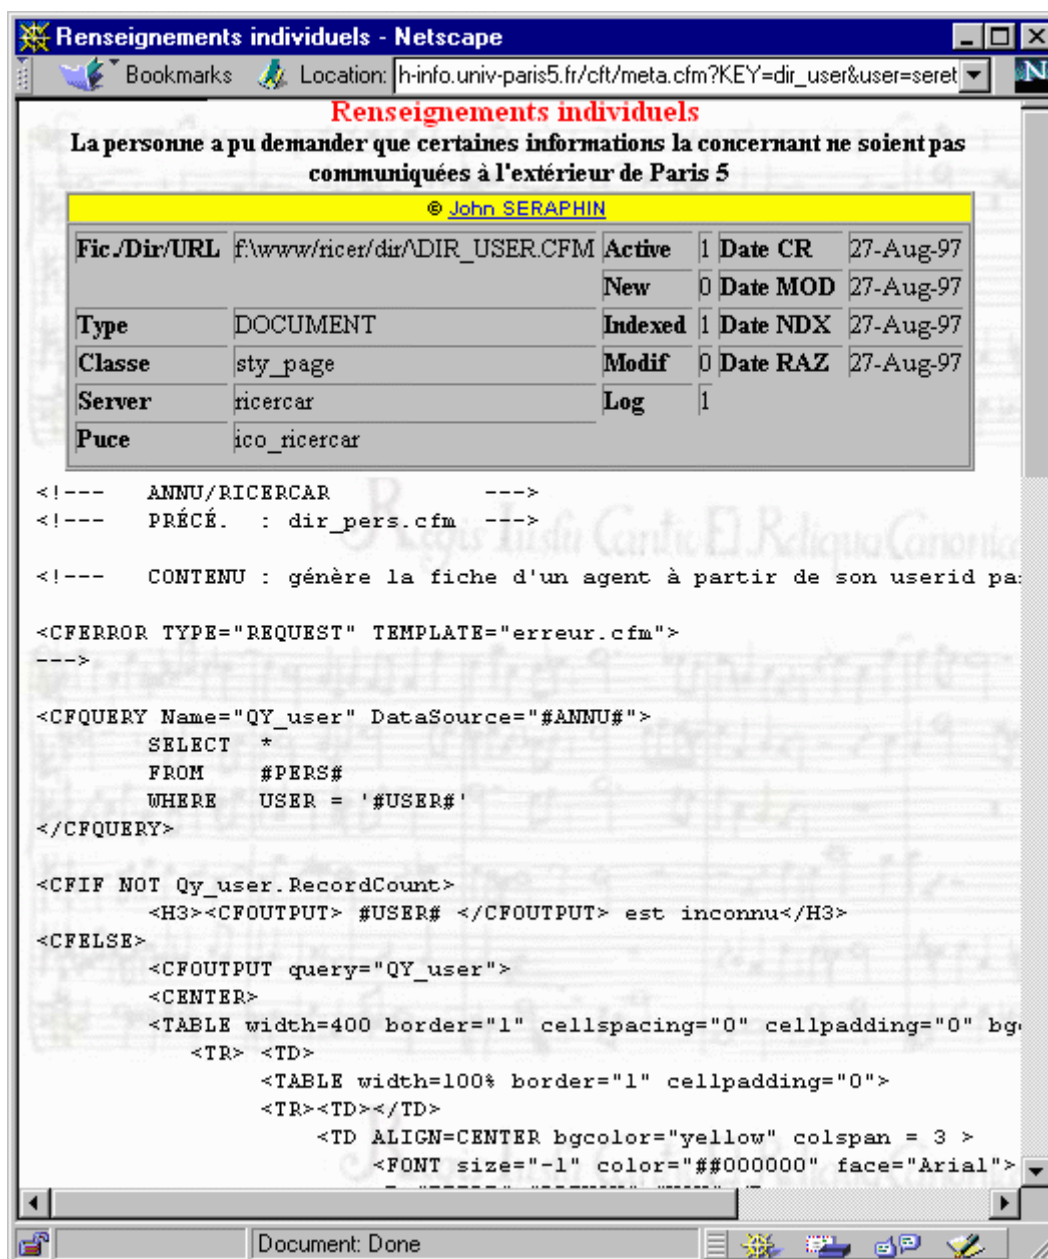 Renseignements individuels - Netscape
Bookmarks Location: h-info.univ-paris5.fr/cft/meta.cfm?KEY=dir_user&user=seret
N
Renseignements individuels
La personne a pu demander que certaines informations la concernant ne soient pas
communiquées à l'extérieur de Paris 5
© John SERAPHIN
Fic./Dir/URL f:\www/ricer/dir/\DIR_USER.CFM Active 1 Date CR 27-Aug-97
New 0 Date MOD 27-Aug-97
Type DOCUMENT Indexed 1 Date NDX 27-Aug-97
Classe sty_page Modif 0 Date RAZ 27-Aug-97
Server ricercar Log 1
Puce ico_ricercar
<!--- ANNU/RICERCAR --->
<!--- PRÉCÉ. : dir_pers.cfm --->
Regis Iussu Cantio Et Reliqua Canonica
<!--- CONTENU : génère la fiche d'un agent à partir de son userid pa
<CFERROR TYPE="REQUEST" TEMPLATE="erreur.cfm">
--->
<CFQUERY Name="QY_user" DataSource="#ANNU#">
SELECT *
FROM #PERS#
WHERE USER = '#USER#'
</CFQUERY>
<CFIF NOT Qy_user.RecordCount>
<H3><CFOUTPUT> #USER# </CFOUTPUT> est inconnu</H3>
<CFELSE>
<CFOUTPUT query="QY_user">
<CENTER>
<TABLE width=400 border="1" cellspacing="0" cellpadding="0" bg
<TR> <TD>
<TABLE width=100% border="1" cellpadding="0">
<TR><TD></TD>
<TD ALIGN=CENTER bgcolor="yellow" colspan = 3 >
<FONT size="-1" color="##000000" face="Arial">
Document: Done